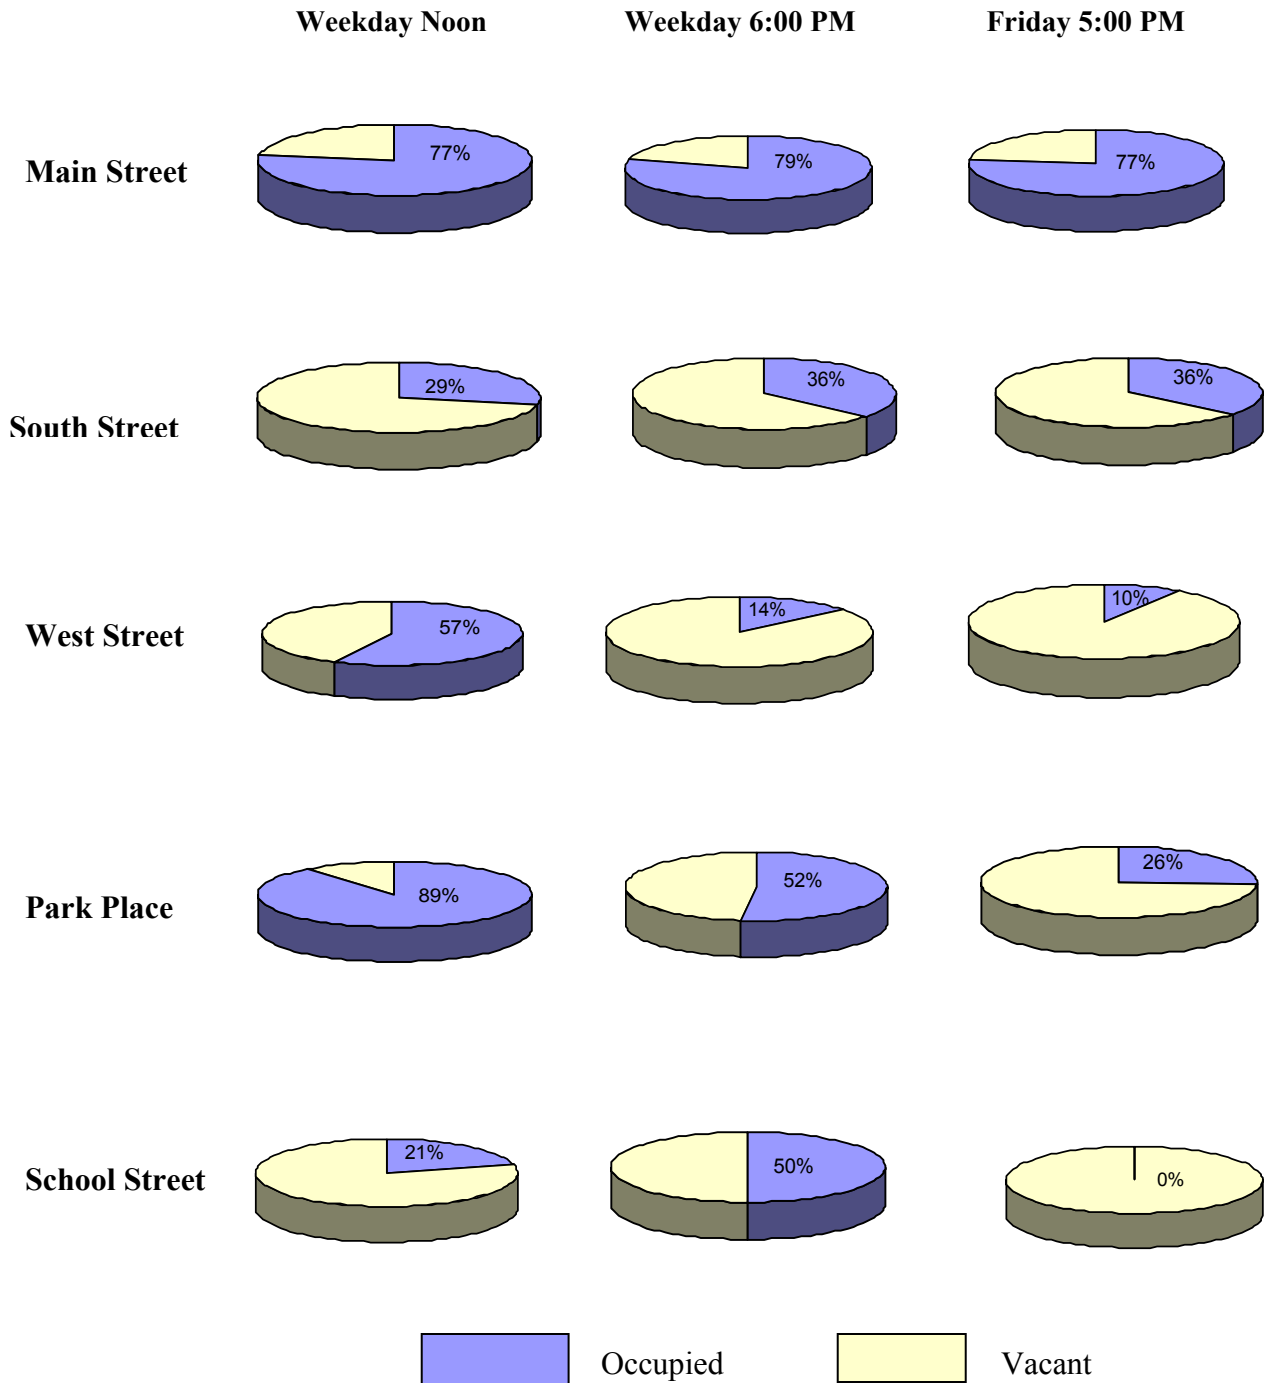 Weekday Noon Weekday 6:00 PM Friday 5:00 PM
Main Street 77% 79% 77%
South Street 29% 36% 36%
West Street 57% 14% 10%
Park Place 89% 52% 26%
School Street 21% 50% 0%
Occupied Vacant